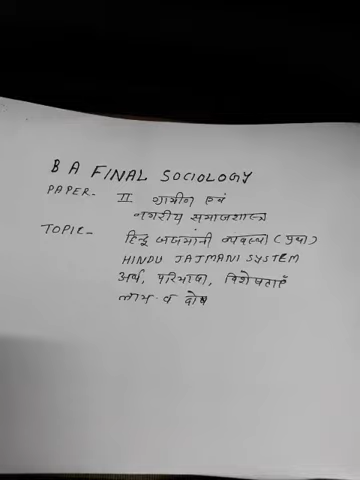 B A FINAL SOCIOLOGY
PAPER- II ग्रामीण एवं
नगरीय समाजशास्त्र
TOPIC- हिन्दू जजमानी व्यवस्था (प्रथा)
HINDU JAJMANI SYSTEM
अर्थ, परिभाषा, विशेषताएँ
लाभ व दोष